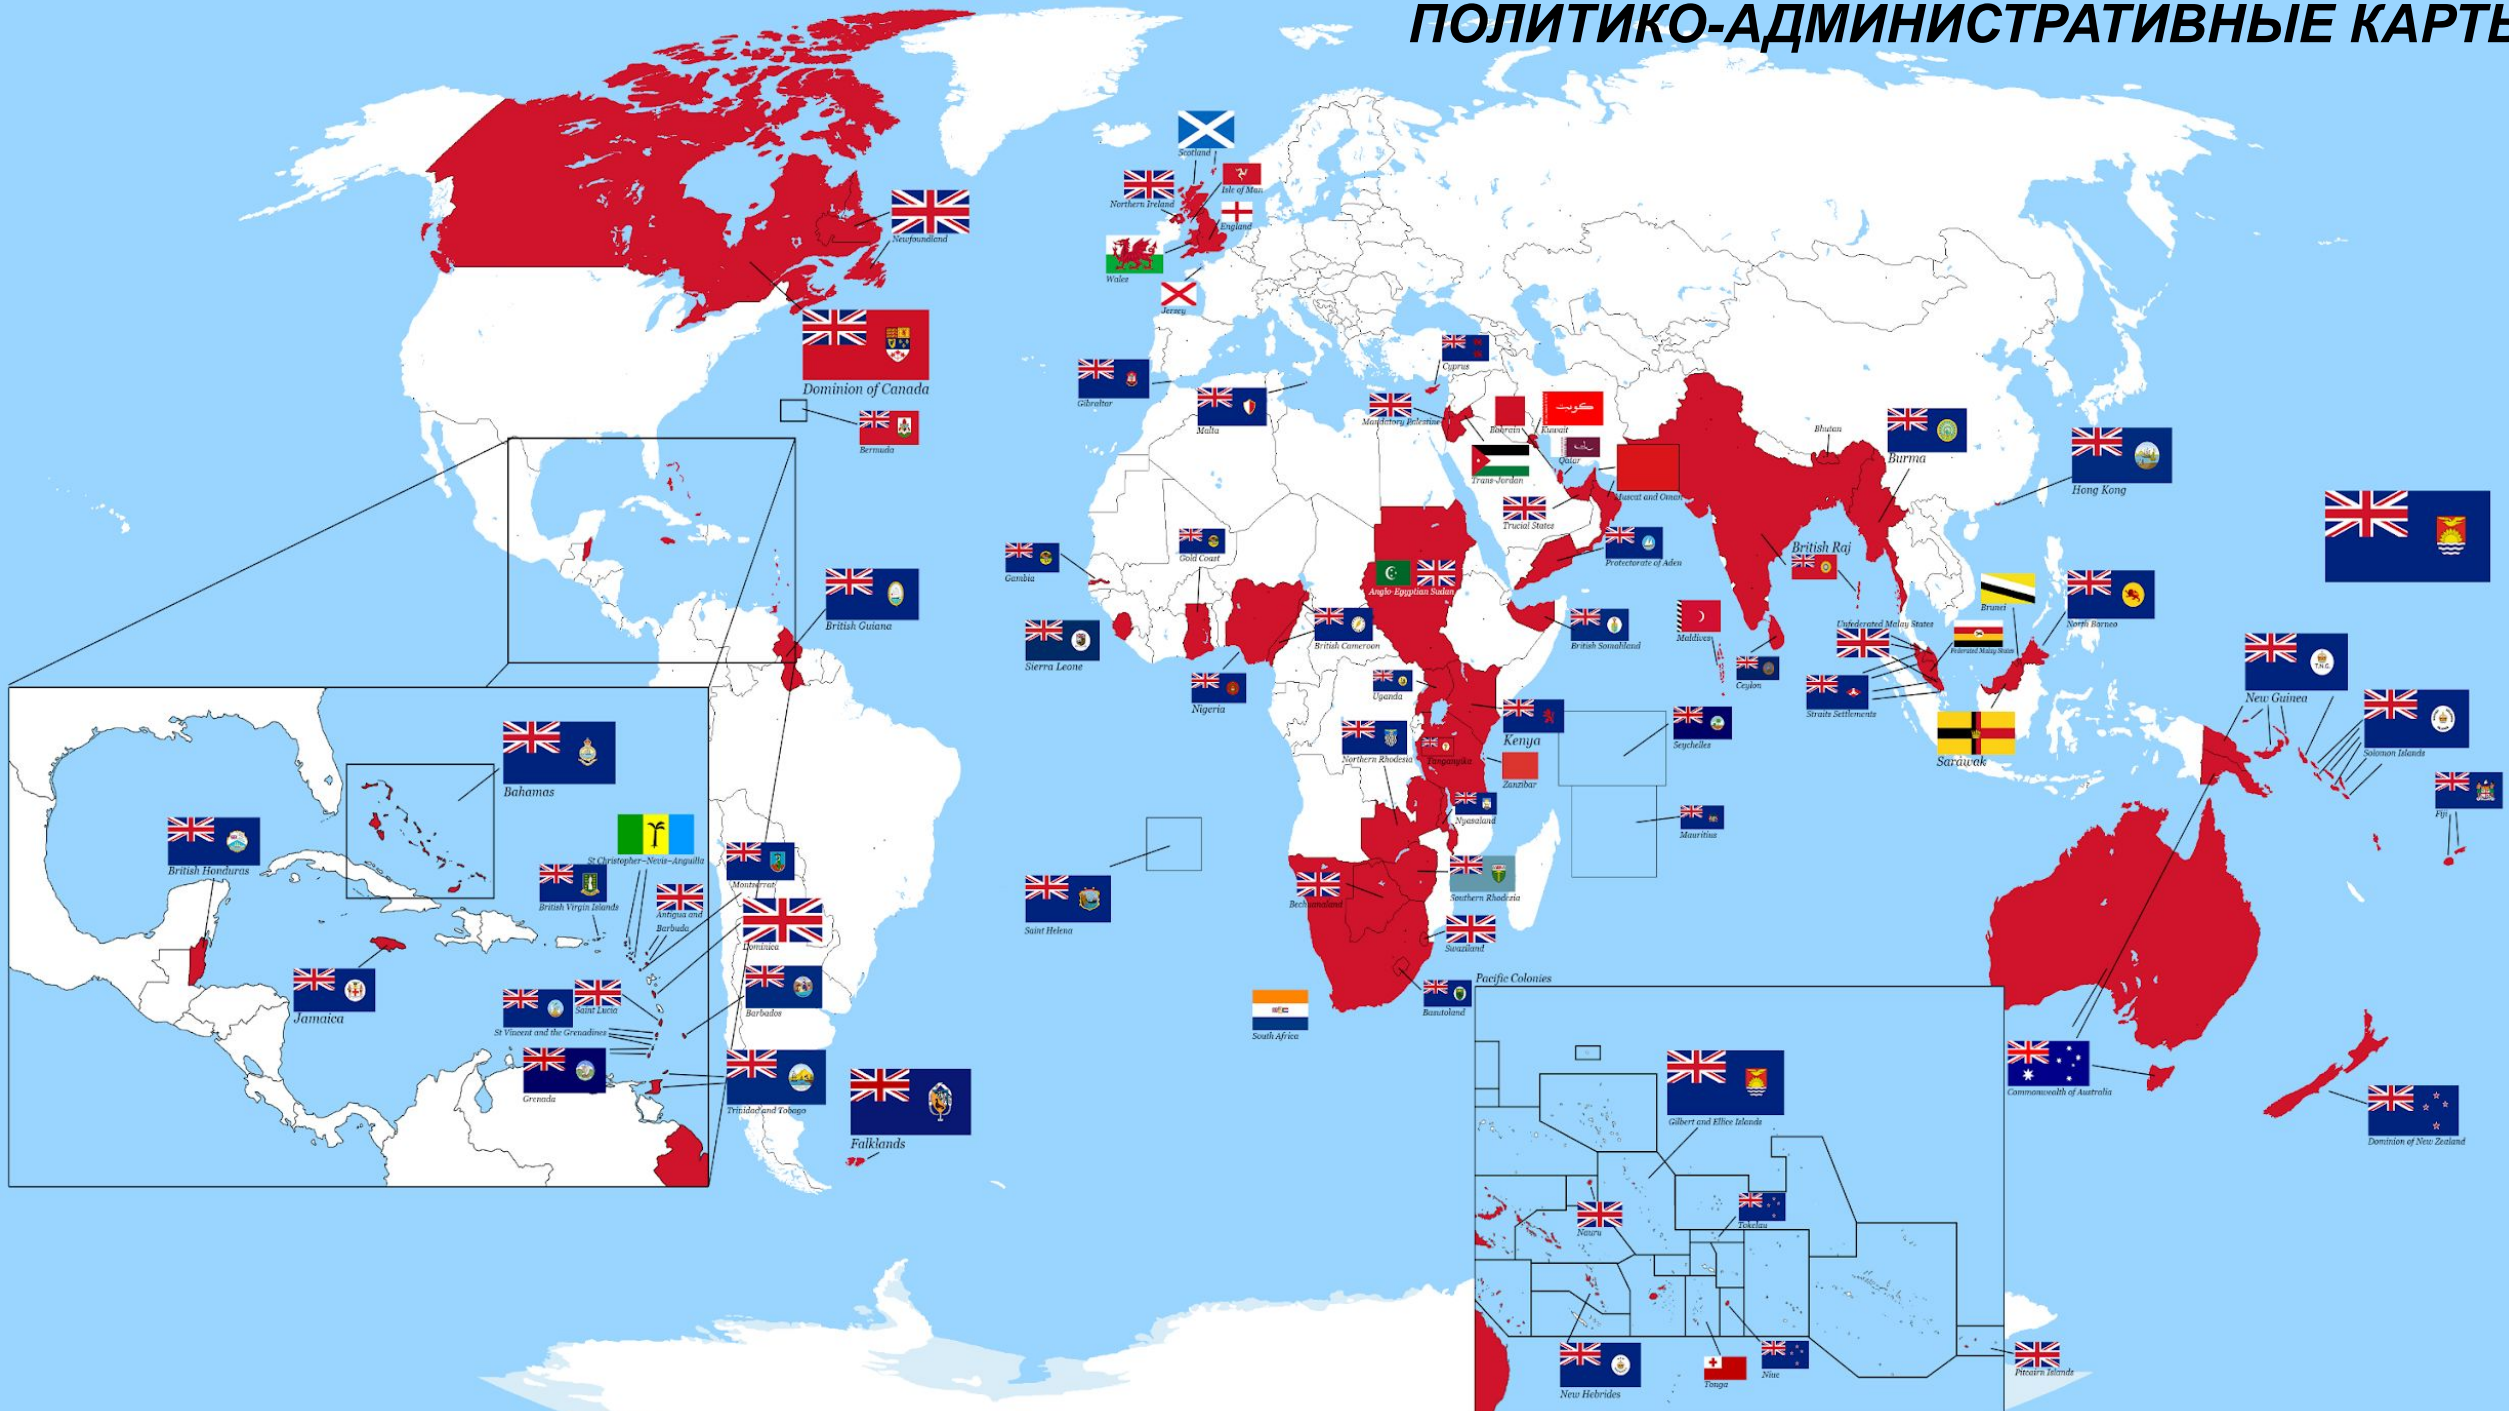 ПОЛИТИКО-АДМИНИСТРАТИВНЫЕ КАРТЫ
Scotland
Isle of Man
Northern Ireland
England
Wales
Jersey
Newfoundland
Dominion of Canada
Bermuda
Gibraltar
Malta
Cyprus
Mandatory Palestine
Bahrain
Kuwait
كويت
Qatar
Trans-Jordan
Muscat and Oman
Trucial States
Protectorate of Aden
Bhutan
Burma
Hong Kong
British Raj
Gambia
Gold Coast
Anglo-Egyptian Sudan
Sierra Leone
British Cameroon
British Somaliland
Nigeria
Uganda
Kenya
Northern Rhodesia
Tanganyika
Zanzibar
Nyasaland
Seychelles
Mauritius
Maldives
Ceylon
Brunei
North Borneo
Unfederated Malay States
Federated Malay States
Straits Settlements
Sarawak
T.N.G.
New Guinea
Solomon Islands
Fiji
British Guiana
Bahamas
British Honduras
St Christopher-Nevis-Anguilla
British Virgin Islands
Antigua and
Barbuda
Montserrat
Dominica
Jamaica
Saint Lucia
St Vincent and the Grenadines
Barbados
Grenada
Trinidad and Tobago
Falklands
Saint Helena
Bechuanaland
Southern Rhodesia
Swaziland
Basutoland
South Africa
Pacific Colonies
Gilbert and Ellice Islands
Nauru
Tokelau
New Hebrides
Tonga
Niue
Pitcairn Islands
Commonwealth of Australia
Dominion of New Zealand